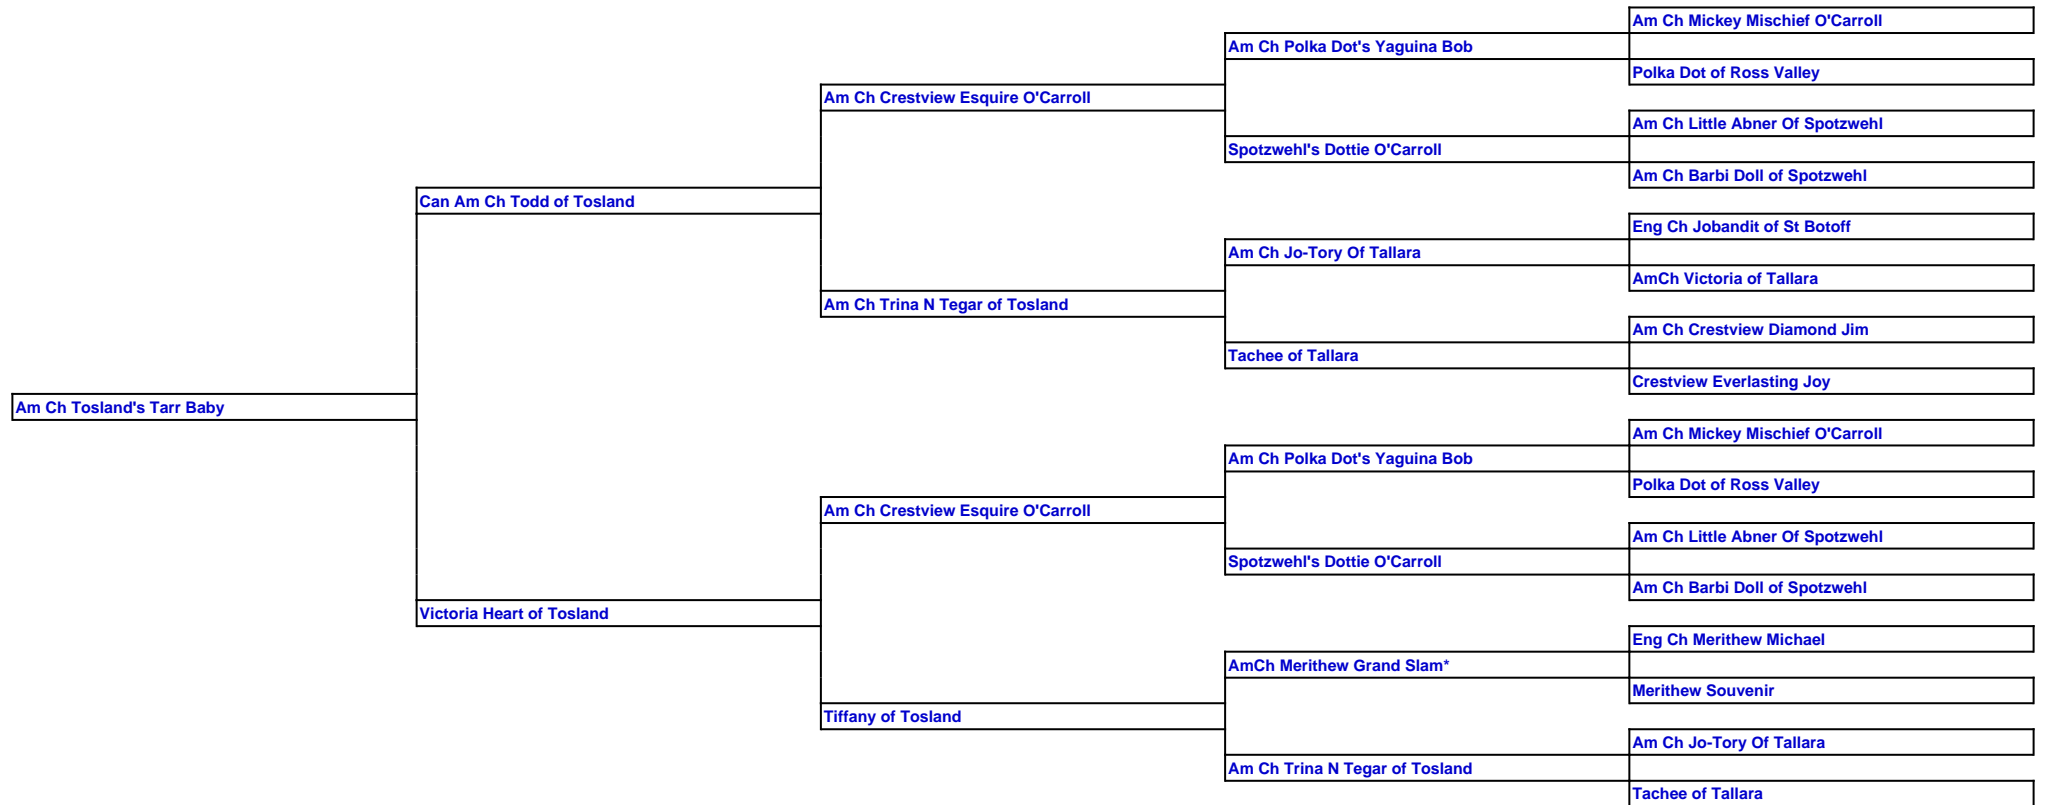 Am Ch Mickey Mischief O'Carroll
Am Ch Polka Dot's Yaguina Bob
Polka Dot of Ross Valley
Am Ch Crestview Esquire O'Carroll
Am Ch Little Abner Of Spotzwehl
Spotzwehl's Dottie O'Carroll
Am Ch Barbi Doll of Spotzwehl
Can Am Ch Todd of Tosland
Eng Ch Jobandit of St Botoff
Am Ch Jo-Tory Of Tallara
AmCh Victoria of Tallara
Am Ch Trina N Tegar of Tosland
Am Ch Crestview Diamond Jim
Tachee of Tallara
Crestview Everlasting Joy
Am Ch Tosland's Tarr Baby
Am Ch Mickey Mischief O'Carroll
Am Ch Polka Dot's Yaguina Bob
Polka Dot of Ross Valley
Am Ch Crestview Esquire O'Carroll
Am Ch Little Abner Of Spotzwehl
Spotzwehl's Dottie O'Carroll
Am Ch Barbi Doll of Spotzwehl
Victoria Heart of Tosland
Eng Ch Merithew Michael
AmCh Merithew Grand Slam*
Merithew Souvenir
Tiffany of Tosland
Am Ch Jo-Tory Of Tallara
Am Ch Trina N Tegar of Tosland
Tachee of Tallara